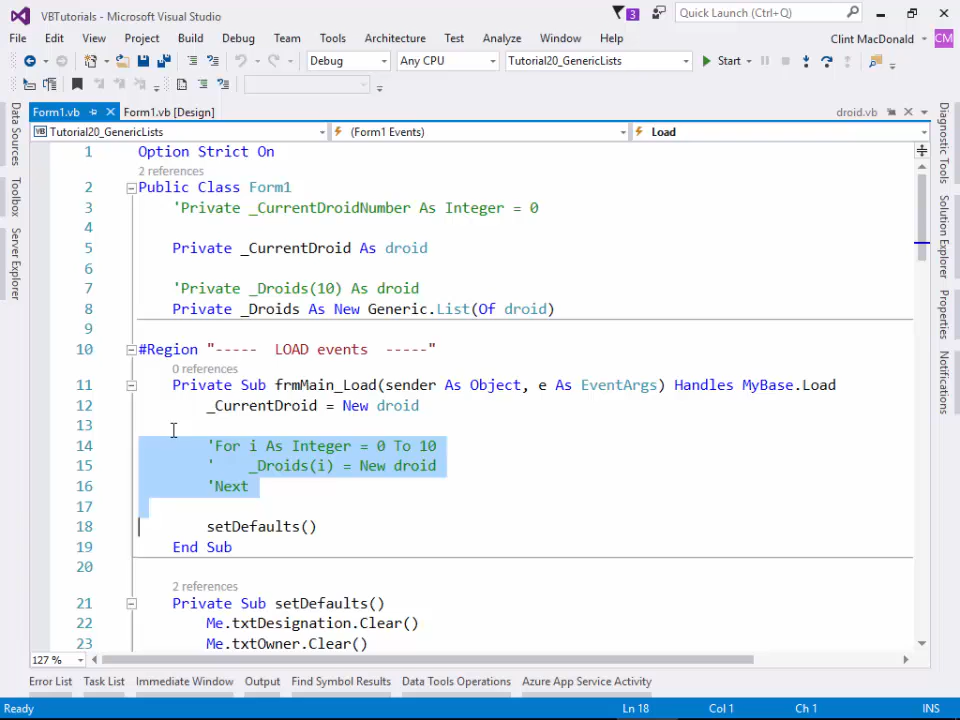 VBTutorials - Microsoft Visual Studio
3
Quick Launch (Ctrl+Q)
File Edit View Project Build Debug Team Tools Architecture Test Analyze Window Help Clint MacDonald CM
Debug Any CPU Tutorial20_GenericLists Start
Form1.vb Form1.vb [Design] droid.vb
VB Tutorial20_GenericLists (Form1 Events) Load
1 Option Strict On
2 references
2 Public Class Form1
3 'Private _CurrentDroidNumber As Integer = 0
4
5 Private _CurrentDroid As droid
6
7 'Private _Droids(10) As droid
8 Private _Droids As New Generic.List(Of droid)
9
10 #Region "----- LOAD events -----"
0 references
11 Private Sub frmMain_Load(sender As Object, e As EventArgs) Handles MyBase.Load
12 _CurrentDroid = New droid
13
14 'For i As Integer = 0 To 10
15 ' _Droids(i) = New droid
16 'Next
17
18 setDefaults()
19 End Sub
20
2 references
21 Private Sub setDefaults()
22 Me.txtDesignation.Clear()
23 Me.txtOwner.Clear()
127 %
Error List Task List Immediate Window Output Find Symbol Results Data Tools Operations Azure App Service Activity
Ready Ln 18 Col 1 Ch 1 INS
Data Sources
Toolbox
Server Explorer
Diagnostic Tools
Solution Explorer
Properties
Notifications